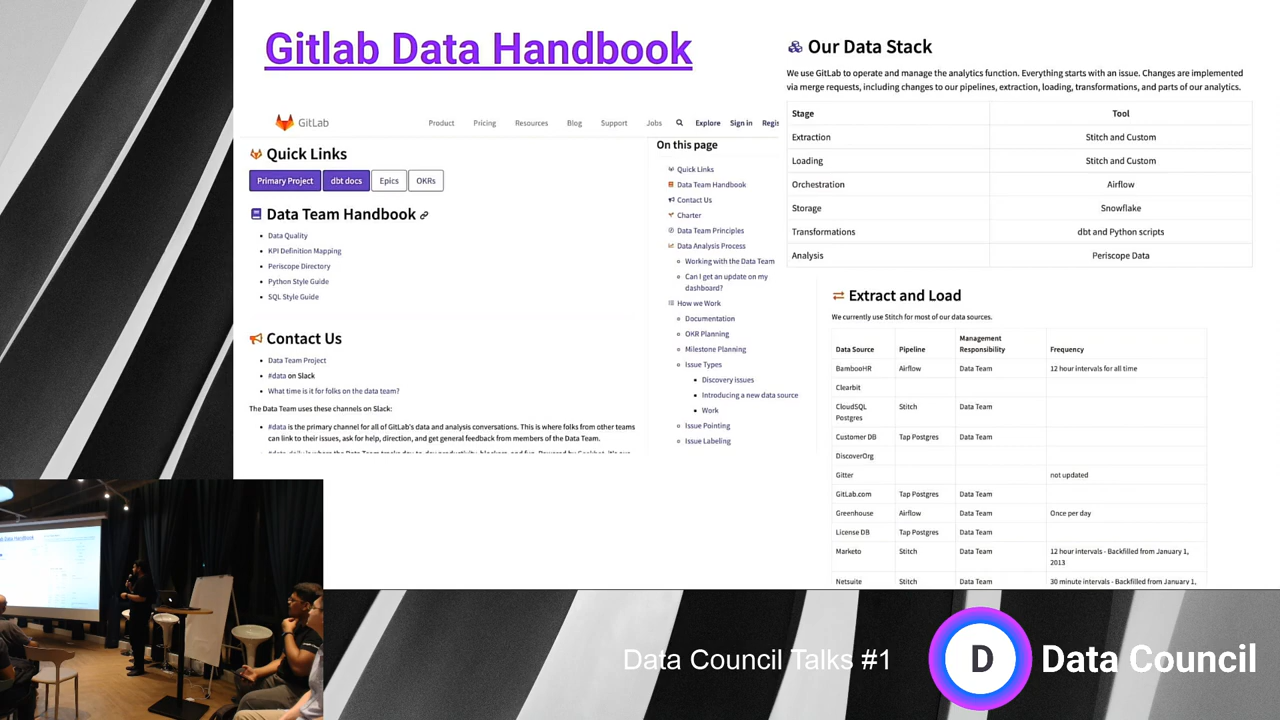 Gitlab Data Handbook
GitLab
Product Pricing Resources Blog Support Jobs Explore Sign in Regis
Quick Links
Primary Project dbt docs Epics OKRs
Data Team Handbook
Data Quality
KPI Definition Mapping
Periscope Directory
Python Style Guide
SQL Style Guide
Contact Us
Data Team Project
#data on Slack
What time is it for folks on the data team?
The Data Team uses these channels on Slack:
#data is the primary channel for all of GitLab's data and analysis conversations. This is where folks from other teams
can link to their issues, ask for help, direction, and get general feedback from members of the Data Team.
On this page
Quick Links
Data Team Handbook
Contact Us
Charter
Data Team Principles
Data Analysis Process
Working with the Data Team
Can I get an update on my
dashboard?
How we Work
Documentation
OKR Planning
Milestone Planning
Issue Types
Discovery issues
Introducing a new data source
Work
Issue Pointing
Issue Labeling
Our Data Stack
We use GitLab to operate and manage the analytics function. Everything starts with an issue. Changes are implemented
via merge requests, including changes to our pipelines, extraction, loading, transformations, and parts of our analytics.
Stage Tool
Extraction Stitch and Custom
Loading Stitch and Custom
Orchestration Airflow
Storage Snowflake
Transformations dbt and Python scripts
Analysis Periscope Data
Extract and Load
We currently use Stitch for most of our data sources.
Data Source Pipeline Management Responsibility Frequency
BambooHR Airflow Data Team 12 hour intervals for all time
Clearbit
CloudSQL Postgres Stitch Data Team
Customer DB Tap Postgres Data Team
DiscoverOrg
Gitter not updated
GitLab.com Tap Postgres Data Team
Greenhouse Airflow Data Team Once per day
License DB Tap Postgres Data Team
Marketo Stitch Data Team 12 hour intervals - Backfilled from January 1, 2013
Netsuite Stitch Data Team 30 minute intervals - Backfilled from January 1,
Data Council Talks #1
D Data Council